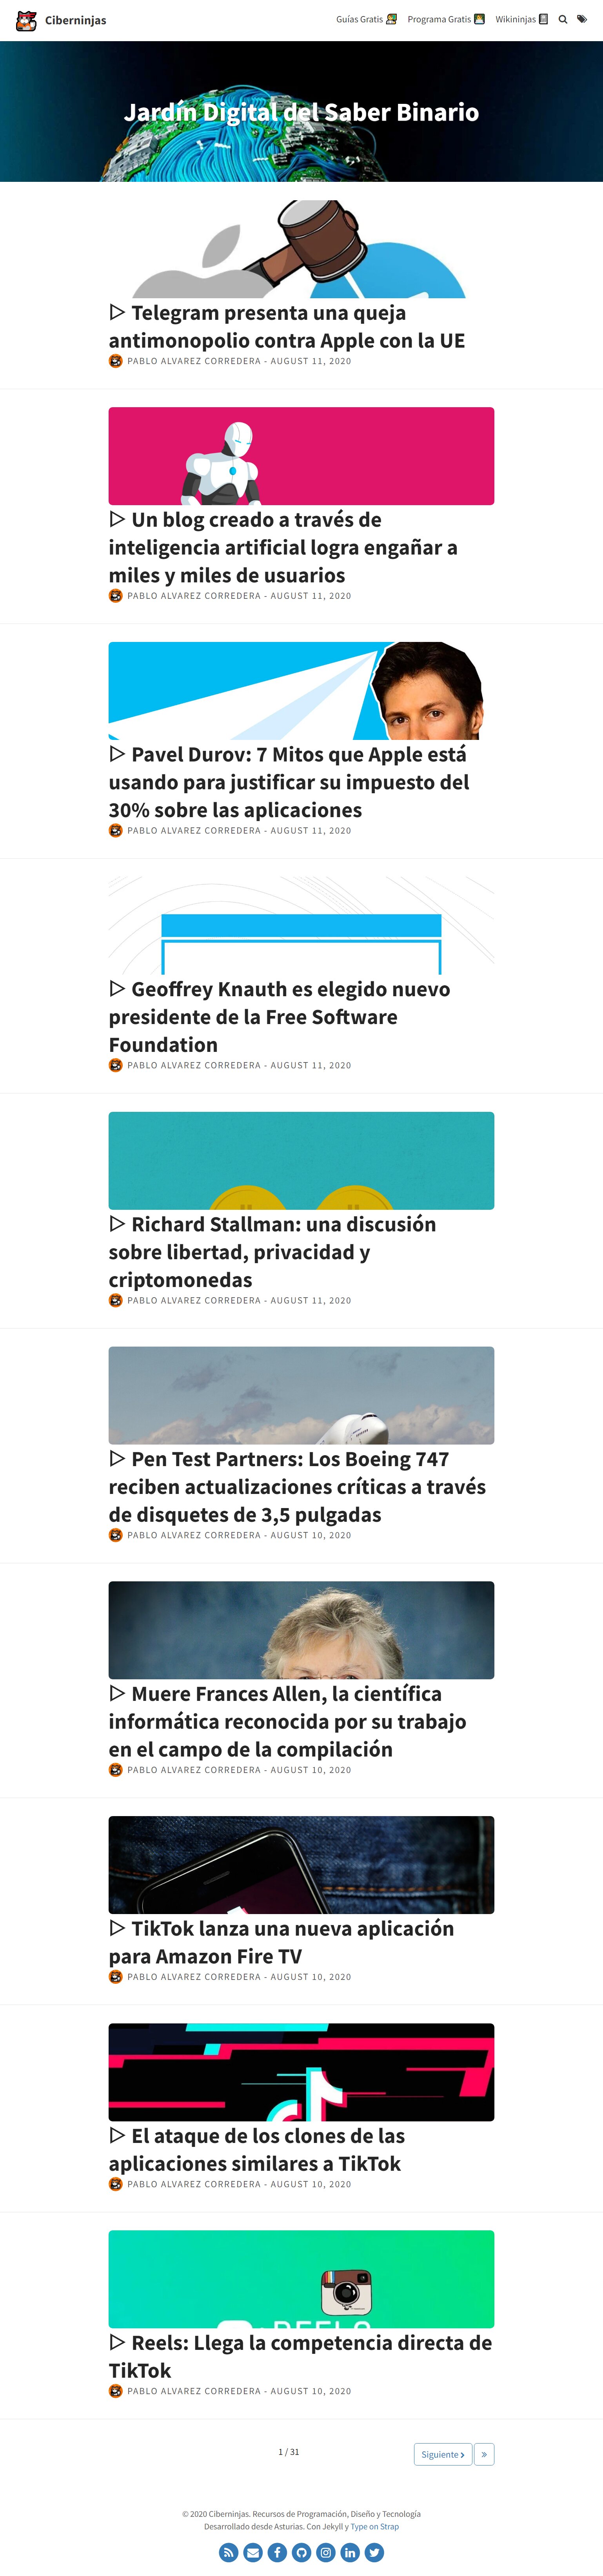 Ciberninjas
Guías Gratis
Programa Gratis
Wikininjas
Jardín Digital del Saber Binario
▷ Telegram presenta una queja
antimonopolio contra Apple con la UE
PABLO ALVAREZ CORREDERA - AUGUST 11, 2020
▷ Un blog creado a través de
inteligencia artificial logra engañar a
miles y miles de usuarios
PABLO ALVAREZ CORREDERA - AUGUST 11, 2020
▷ Pavel Durov: 7 Mitos que Apple está
usando para justificar su impuesto del
30% sobre las aplicaciones
PABLO ALVAREZ CORREDERA - AUGUST 11, 2020
▷ Geoffrey Knauth es elegido nuevo
presidente de la Free Software
Foundation
PABLO ALVAREZ CORREDERA - AUGUST 11, 2020
▷ Richard Stallman: una discusión
sobre libertad, privacidad y
criptomonedas
PABLO ALVAREZ CORREDERA - AUGUST 11, 2020
▷ Pen Test Partners: Los Boeing 747
reciben actualizaciones críticas a través
de disquetes de 3,5 pulgadas
PABLO ALVAREZ CORREDERA - AUGUST 10, 2020
▷ Muere Frances Allen, la científica
informática reconocida por su trabajo
en el campo de la compilación
PABLO ALVAREZ CORREDERA - AUGUST 10, 2020
▷ TikTok lanza una nueva aplicación
para Amazon Fire TV
PABLO ALVAREZ CORREDERA - AUGUST 10, 2020
▷ El ataque de los clones de las
aplicaciones similares a TikTok
PABLO ALVAREZ CORREDERA - AUGUST 10, 2020
REELS
▷ Reels: Llega la competencia directa de
TikTok
PABLO ALVAREZ CORREDERA - AUGUST 10, 2020
1 / 31
Siguiente
© 2020 Ciberninjas. Recursos de Programación, Diseño y Tecnología
Desarrollado desde Asturias. Con Jekyll y Type on Strap